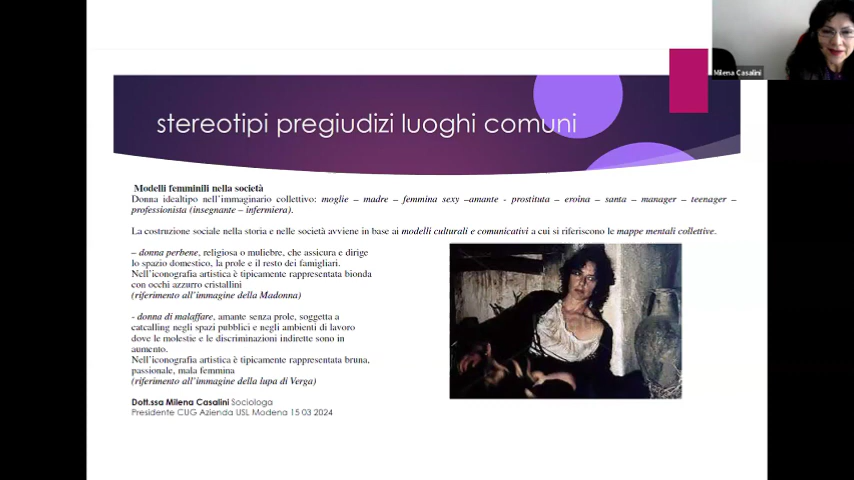 Milena Casalini
stereotipi pregiudizi luoghi comuni
Modelli femminili nella società
Donna idealtipo nell'immaginario collettivo: moglie – madre – femmina sexy –amante - prostituta – eroina – santa – manager – teenager –
professionista (insegnante – infermiera).
La costruzione sociale nella storia e nelle società avviene in base ai modelli culturali e comunicativi a cui si riferiscono le mappe mentali collettive.
– donna perbene, religiosa o muliebre, che assicura e dirige
lo spazio domestico, la prole e il resto dei famigliari.
Nell'iconografia artistica è tipicamente rappresentata bionda
con occhi azzurro cristallini
(riferimento all'immagine della Madonna)
- donna di malaffare, amante senza prole, soggetta a
catcalling negli spazi pubblici e negli ambienti di lavoro
dove le molestie e le discriminazioni indirette sono in
aumento.
Nell'iconografia artistica è tipicamente rappresentata bruna,
passionale, mala femmina
(riferimento all'immagine della lupa di Verga)
Dott.ssa Milena Casalini Sociologa
Presidente CUG Azienda USL Modena 15 03 2024